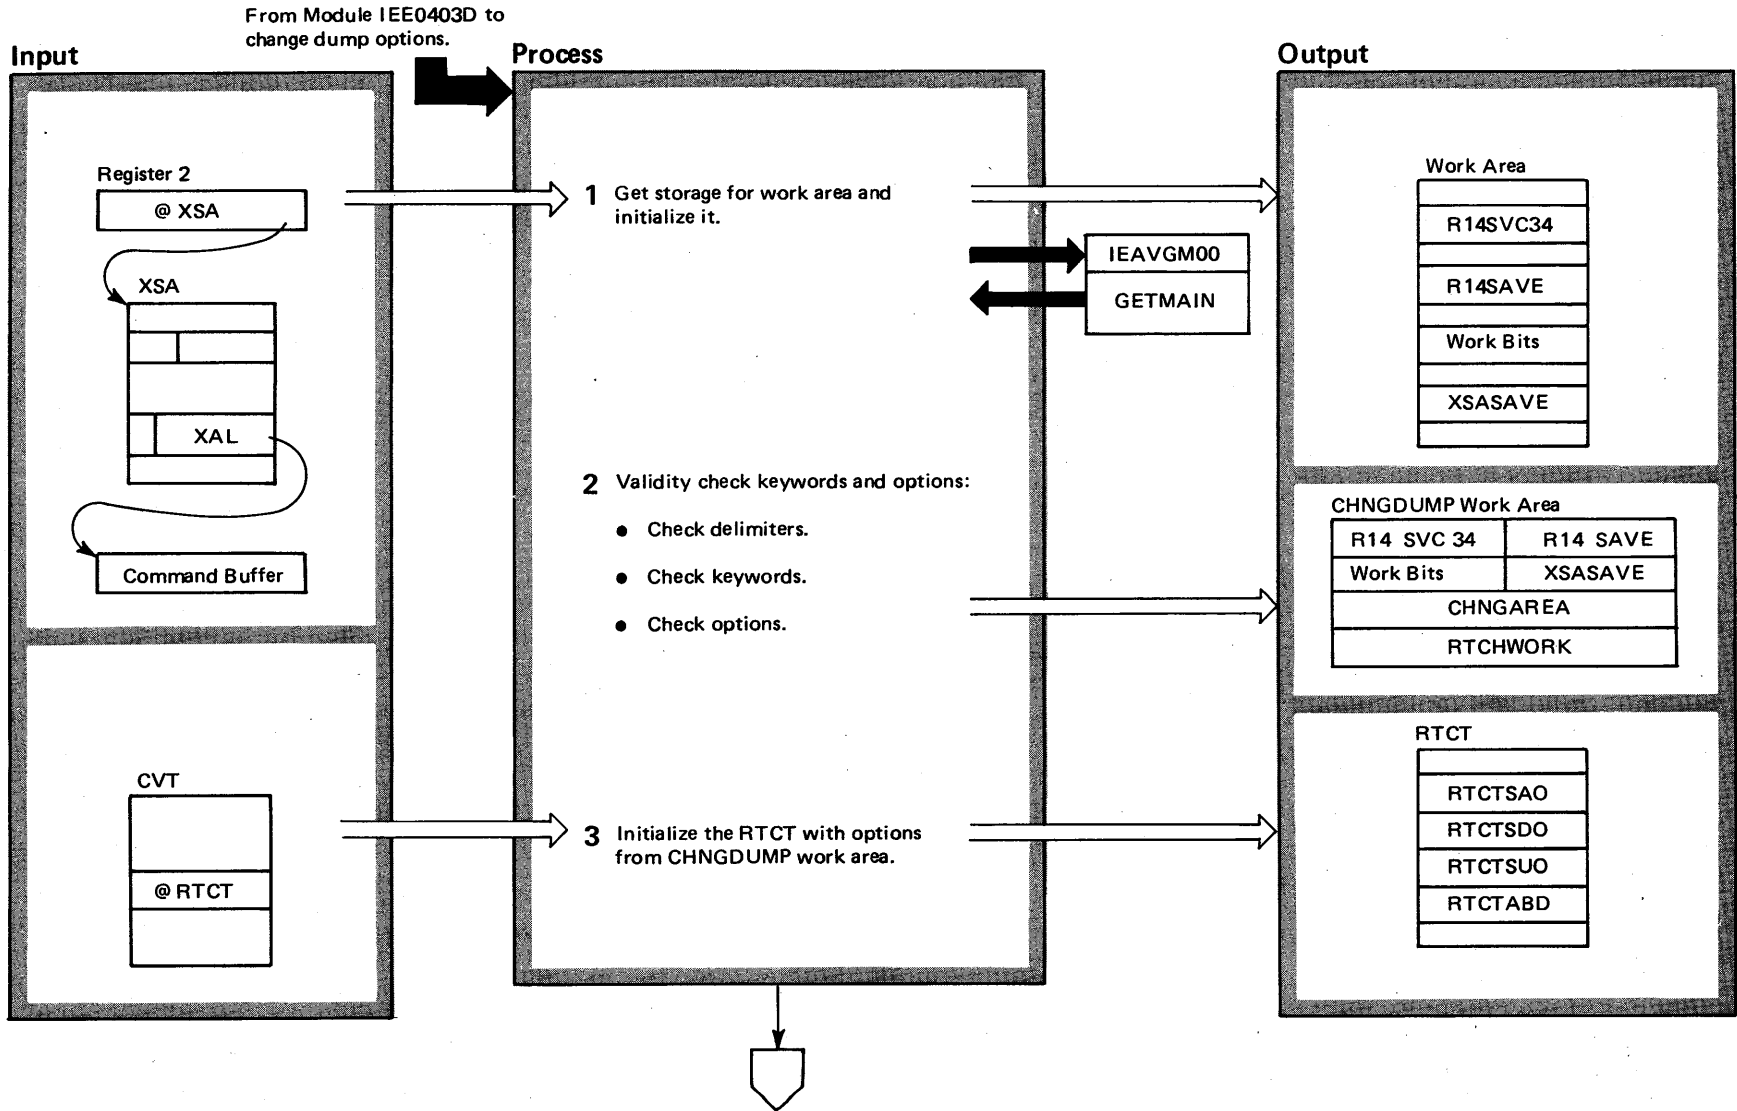 From Module IEE0403D to
change dump options.
Input
Register 2
@ XSA
XSA
XAL
Command Buffer
CVT
@ RTCT
Process
1 Get storage for work area and
initialize it.
IEAVGM00
GETMAIN
2 Validity check keywords and options:
● Check delimiters.
● Check keywords.
● Check options.
3 Initialize the RTCT with options
from CHNGDUMP work area.
Output
Work Area
R14SVC34
R14SAVE
Work Bits
XSASAVE
CHNGDUMP Work Area
R14 SVC 34
R14 SAVE
Work Bits
XSASAVE
CHNGAREA
RTCHWORK
RTCT
RTCTSAO
RTCTSDO
RTCTSUO
RTCTABD